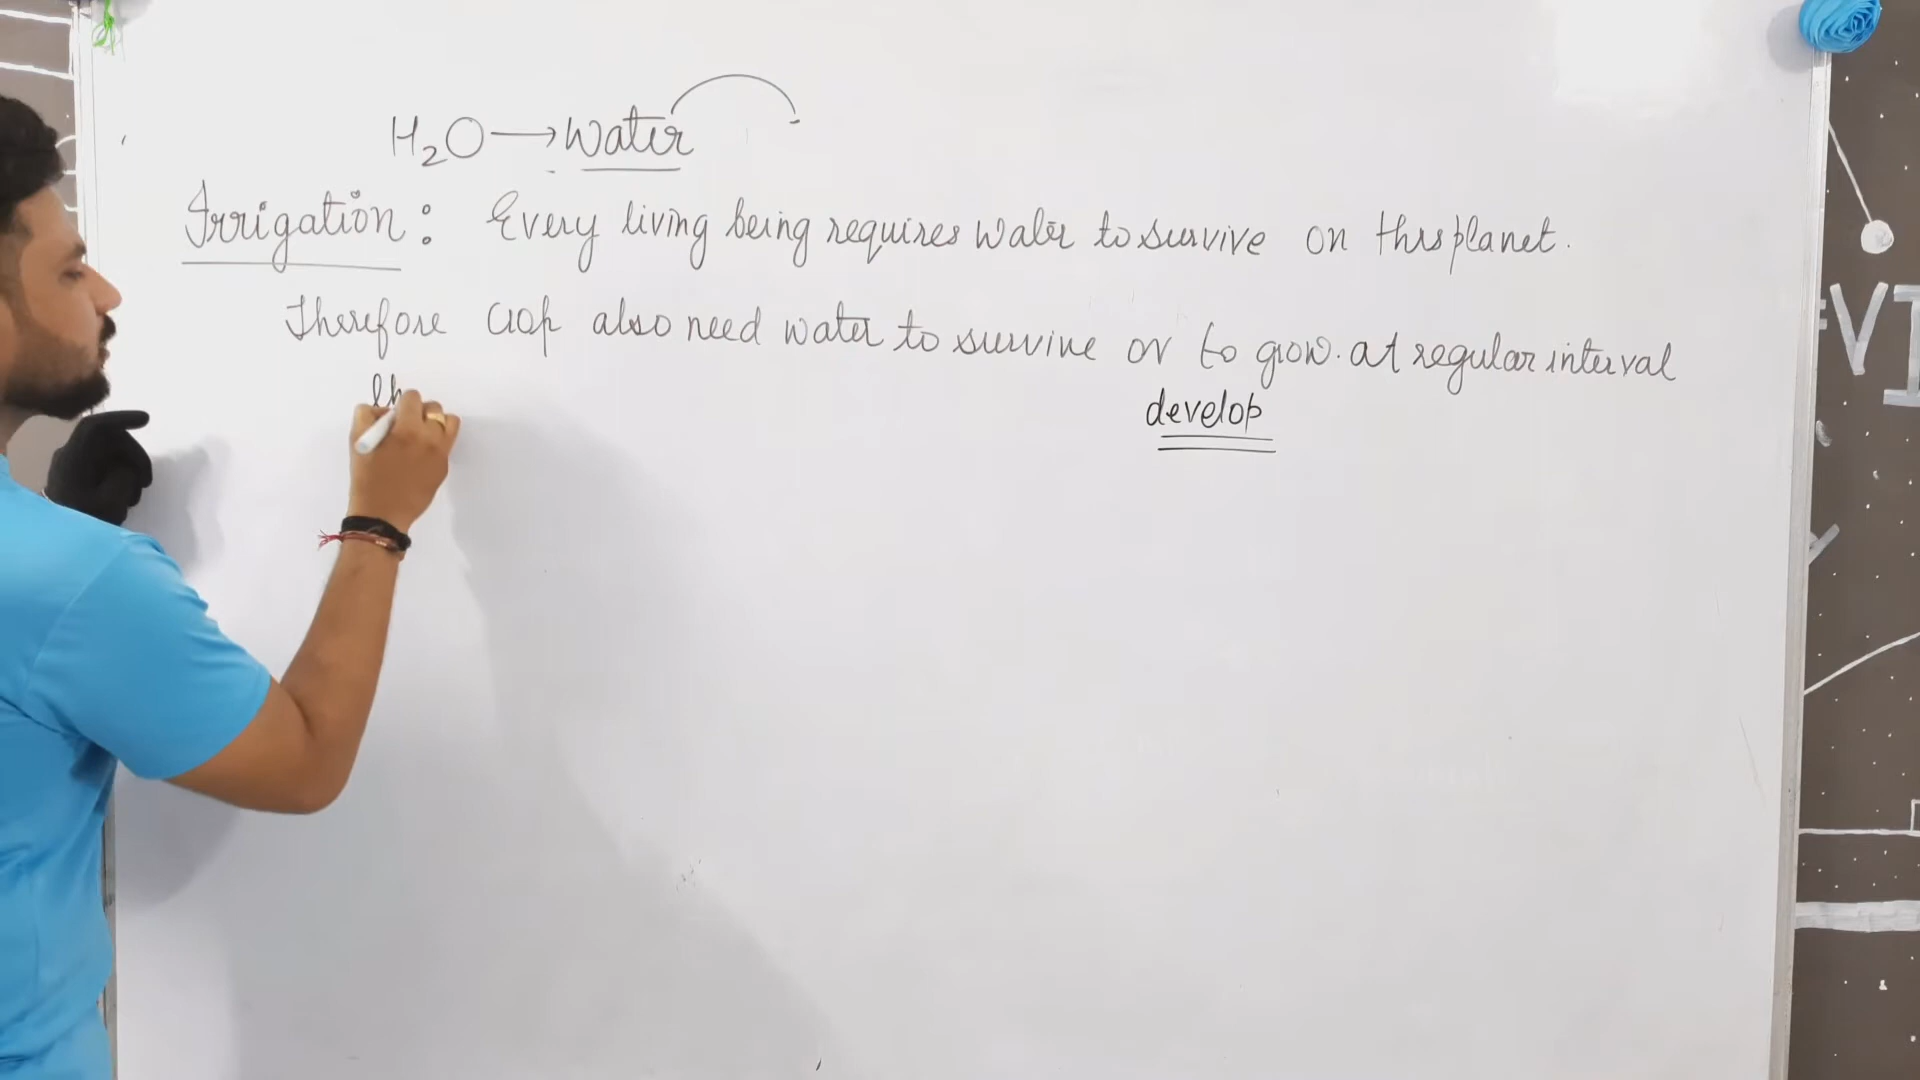 H₂O → Water
Irrigation: Every living being requires water to survive on this planet.
Therefore crop also need water to survive or to grow. at regular interval
develop